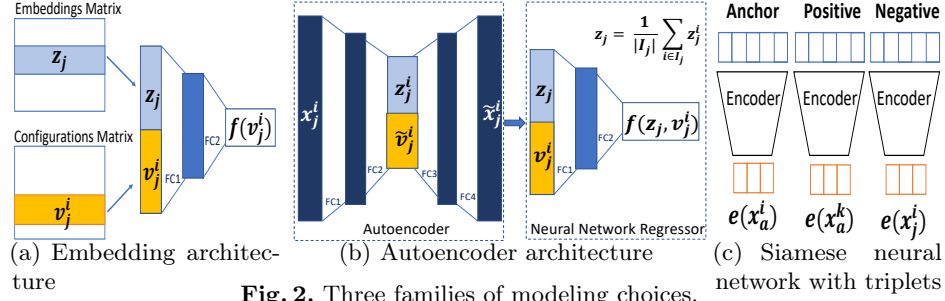 Embeddings Matrix
z_j
Configurations Matrix
v_j^i
z_j
v_j^i
FC1
FC2
f(v_j^i)
(a) Embedding architec-
ture
x_j^i
FC1
FC2
z_j^i
ṽ_j^i
FC3
FC4
x̃_j^i
Autoencoder
z_j = 1/|I_j| ∑_{i∈I_j} z_j^i
z_j
v_j^i
FC1
FC2
f(z_j, v_j^i)
Neural Network Regressor
(b) Autoencoder architecture
Anchor Positive Negative
Encoder Encoder Encoder
e(x_a^i) e(x_a^k) e(x_j^i)
(c) Siamese neural
network with triplets
Fig. 2. Three families of modeling choices.